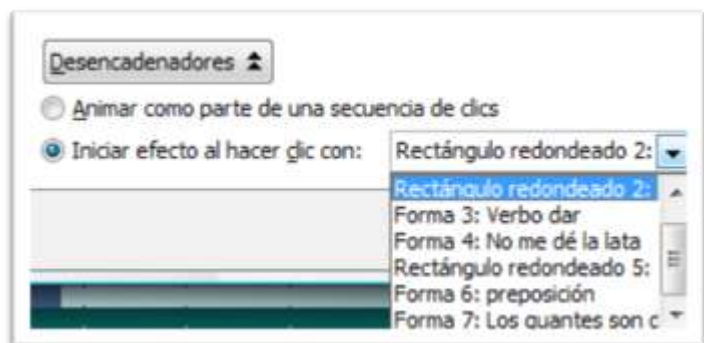 Desencadenadores
Animar como parte de una secuencia de clics
Iniciar efecto al hacer clic con: Rectángulo redondeado 2:
Rectángulo redondeado 2:
Forma 3: Verbo dar
Forma 4: No me dé la lata
Rectángulo redondeado 5:
Forma 6: preposición
Forma 7: Los guantes son c